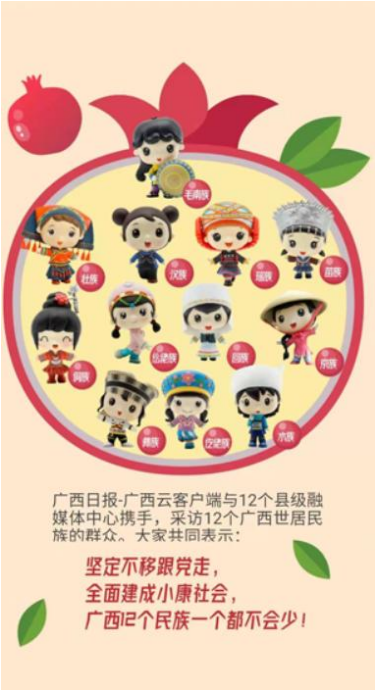 毛南族
壮族
汉族
瑶族
苗族
侗族
仫佬族
回族
京族
彝族
仡佬族
水族
广西日报-广西云客户端与12个县级融
媒体中心携手，采访12个广西世居民
族的群众。大家共同表示：
坚定不移跟党走，
全面建成小康社会，
广西12个民族一个都不会少！